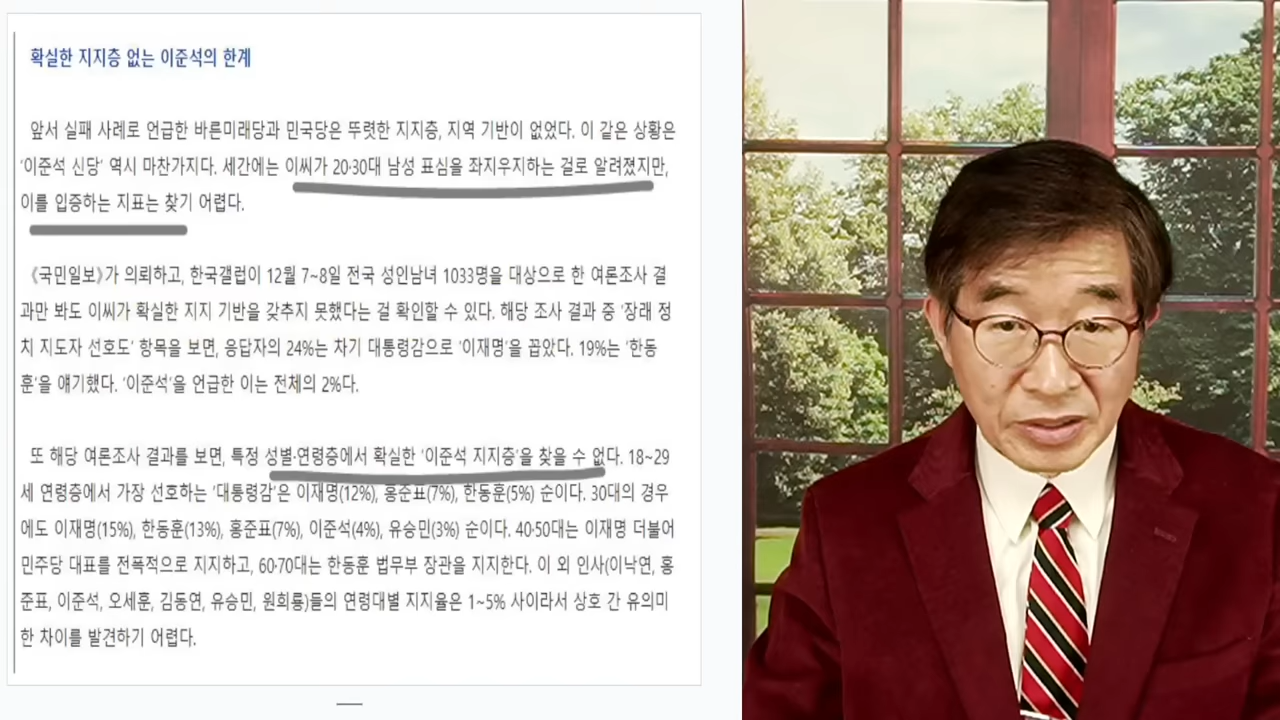 확실한 지지층 없는 이준석의 한계
앞서 실패 사례로 언급한 바른미래당과 민국당은 뚜렷한 지지층, 지역 기반이 없었다. 이 같은 상황은
'이준석 신당' 역시 마찬가지다. 세간에는 이씨가 20·30대 남성 표심을 좌지우지하는 걸로 알려졌지만,
이를 입증하는 지표는 찾기 어렵다.
《국민일보》가 의뢰하고, 한국갤럽이 12월 7~8일 전국 성인남녀 1033명을 대상으로 한 여론조사 결
과만 봐도 이씨가 확실한 지지 기반을 갖추지 못했다는 걸 확인할 수 있다. 해당 조사 결과 중 '장래 정
치 지도자 선호도' 항목을 보면, 응답자의 24%는 차기 대통령감으로 '이재명'을 꼽았다. 19%는 '한동
훈'을 얘기했다. '이준석'을 언급한 이는 전체의 2%다.
또 해당 여론조사 결과를 보면, 특정 성별·연령층에서 확실한 '이준석 지지층'을 찾을 수 없다. 18~29
세 연령층에서 가장 선호하는 '대통령감'은 이재명(12%), 홍준표(7%), 한동훈(5%) 순이다. 30대의 경우
에도 이재명(15%), 한동훈(13%), 홍준표(7%), 이준석(4%), 유승민(3%) 순이다. 40·50대는 이재명 더불어
민주당 대표를 전폭적으로 지지하고, 60·70대는 한동훈 법무부 장관을 지지한다. 이 외 인사(이낙연, 홍
준표, 이준석, 오세훈, 김동연, 유승민, 원희룡)들의 연령대별 지지율은 1~5% 사이라서 상호 간 유의미
한 차이를 발견하기 어렵다.